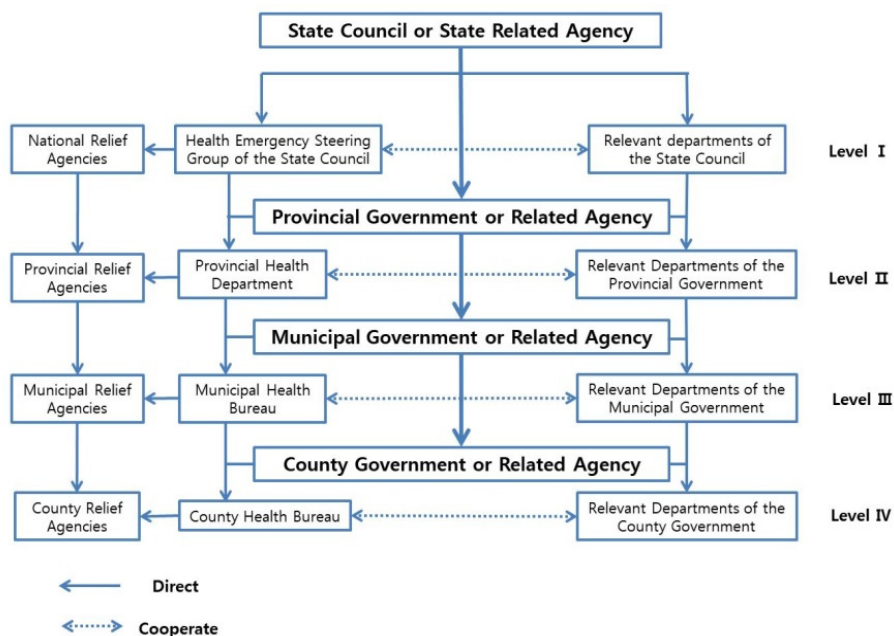 State Council or State Related Agency
National Relief
Agencies
Health Emergency Steering
Group of the State Council
Relevant departments of
the State Council
Level Ⅰ
Provincial Government or Related Agency
Provincial Relief
Agencies
Provincial Health
Department
Relevant Departments of the
Provincial Government
Level Ⅱ
Municipal Government or Related Agency
Municipal Relief
Agencies
Municipal Health
Bureau
Relevant Departments of the
Municipal Government
Level Ⅲ
County Government or Related Agency
County Relief
Agencies
County Health Bureau
Relevant Departments of the
County Government
Level Ⅳ
Direct
Cooperate